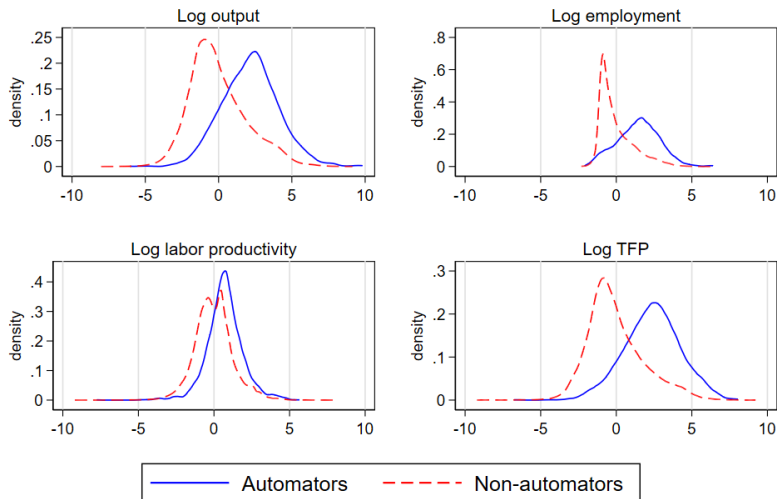 Log output
Log employment
density
.25
.2
.15
.1
.05
0
-10 -5 0 5 10
density
.8
.6
.4
.2
0
-10 -5 0 5 10
Log labor productivity
Log TFP
density
.4
.3
.2
.1
0
-10 -5 0 5 10
density
.3
.2
.1
0
-10 -5 0 5 10
Automators
Non-automators